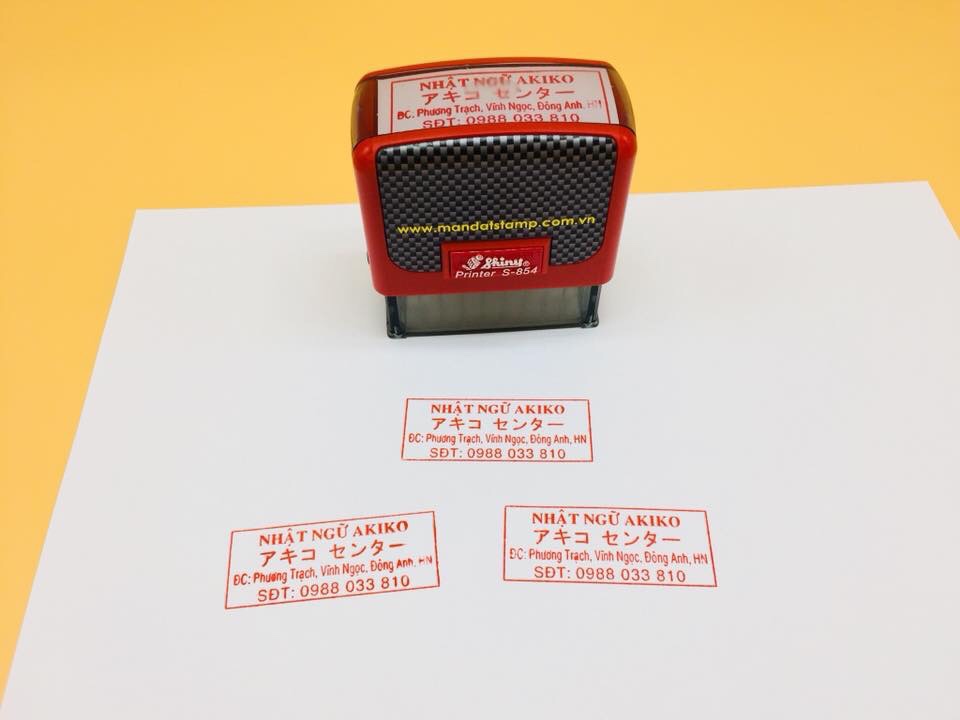 NHẬT NGỮ AKIKO
アキコ センター
ĐC: Phương Trạch, Vĩnh Ngọc, Đông Anh, HN
SĐT: 0988 033 810
www.mandatstamp.com.vn
Shiny
Printer S-854
NHẬT NGỮ AKIKO
アキコ センター
ĐC: Phương Trạch, Vĩnh Ngọc, Đông Anh, HN
SĐT: 0988 033 810
NHẬT NGỮ AKIKO
アキコ センター
ĐC: Phương Trạch, Vĩnh Ngọc, Đông Anh, HN
SĐT: 0988 033 810
NHẬT NGỮ AKIKO
アキコ センター
ĐC: Phương Trạch, Vĩnh Ngọc, Đông Anh, HN
SĐT: 0988 033 810